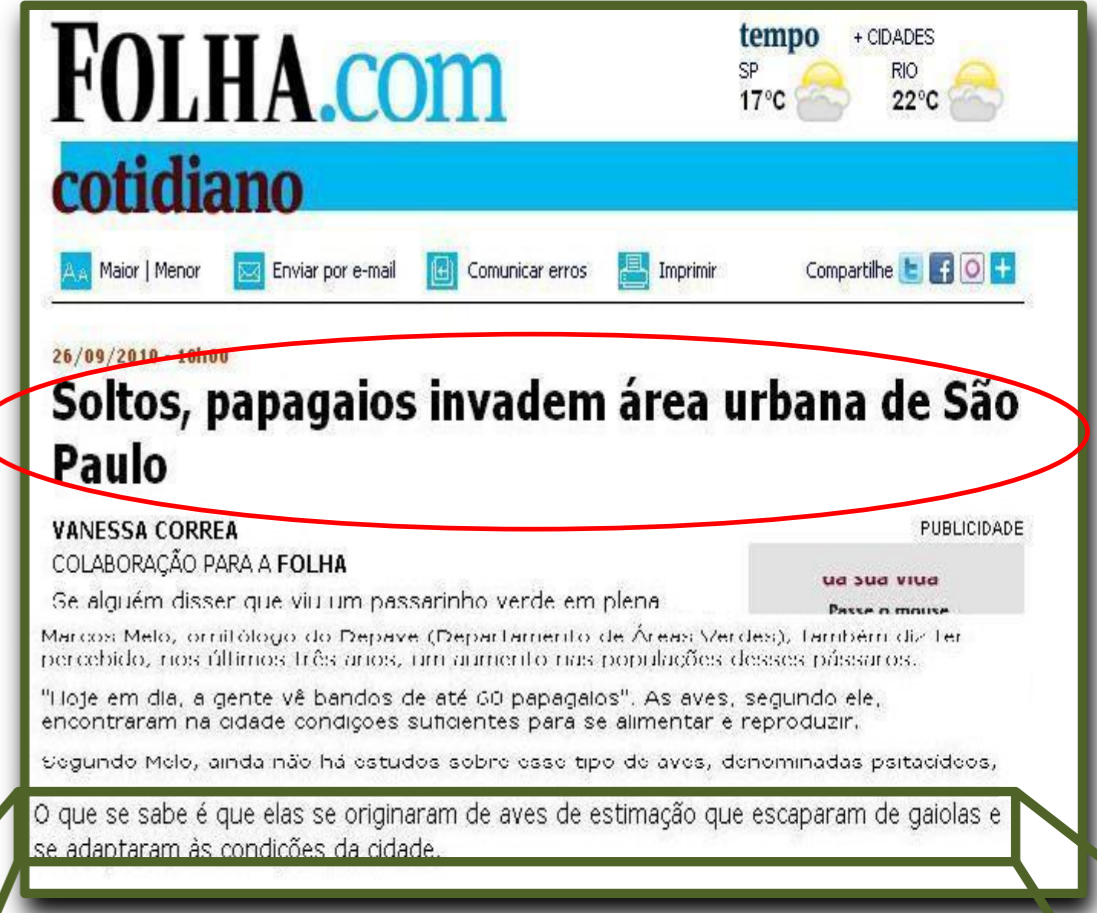 FOLHA.com
tempo + CIDADES
SP
17°C
RIO
22°C
cotidiano
Maior | Menor
Enviar por e-mail
Comunicar erros
Imprimir
Compartilhe
26/09/2010 - 10h00
Soltos, papagaios invadem área urbana de São
Paulo
VANESSA CORREA
PUBLICIDADE
COLABORAÇÃO PARA A FOLHA
da sua vida
Passe o mouse
Se alguém disser que viu um passarinho verde em plena
Marcos Melo, ornitólogo do Depave (Departamento de Áreas Verdes), também diz ter
percebido, nos últimos três anos, um aumento nas populações desses pássaros.
"Hoje em dia, a gente vê bandos de até 60 papagaios". As aves, segundo ele,
encontraram na cidade condições suficientes para se alimentar e reproduzir.
Segundo Melo, ainda não há estudos sobre esse tipo de aves, denominadas psitacídeos,
O que se sabe é que elas se originaram de aves de estimação que escaparam de gaiolas e
se adaptaram às condições da cidade.